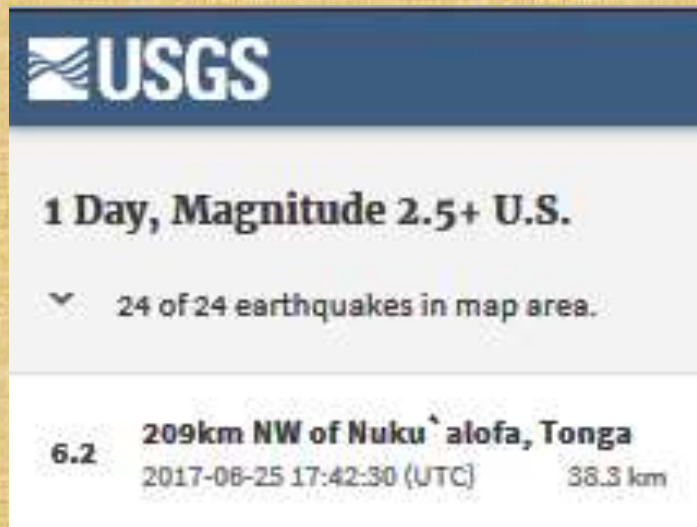 USGS
1 Day, Magnitude 2.5+ U.S.
24 of 24 earthquakes in map area.
6.2 209km NW of Nuku`alofa, Tonga
2017-06-25 17:42:30 (UTC) 38.3 km